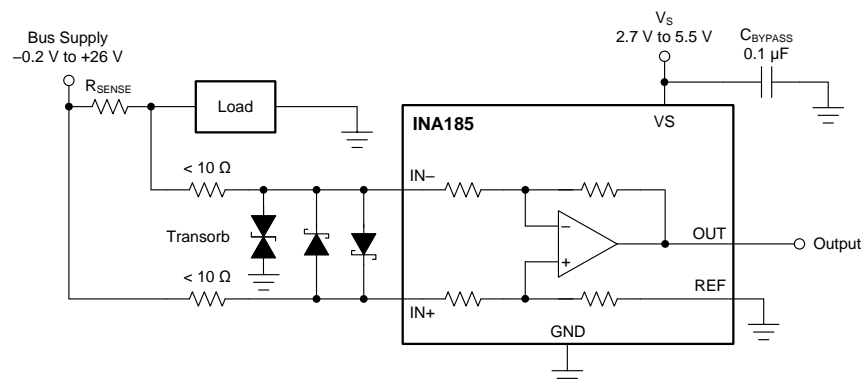 Bus Supply
–0.2 V to +26 V
RSENSE
Load
VS
2.7 V to 5.5 V
CBYPASS
0.1 µF
INA185
VS
< 10 Ω
IN–
Transorb
–
+
OUT
Output
< 10 Ω
REF
IN+
GND